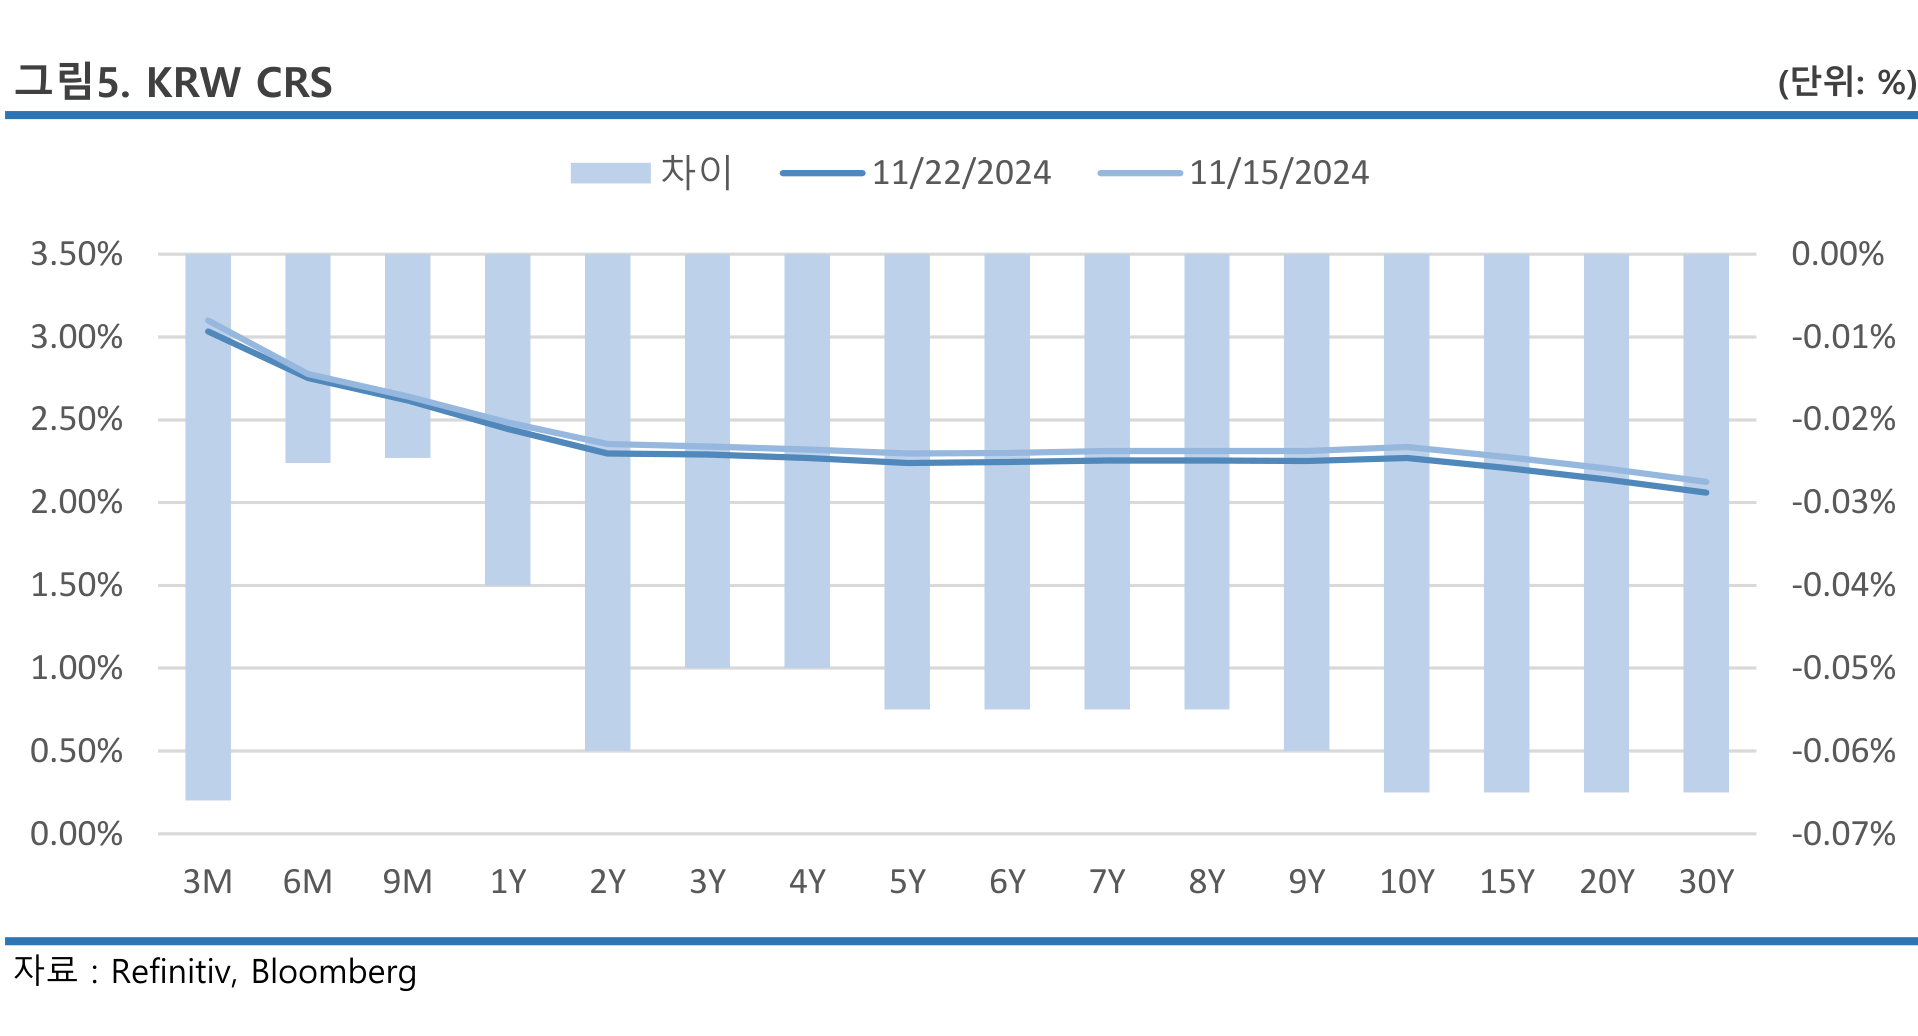 그림5. KRW CRS (단위: %)
차이 11/22/2024 11/15/2024
3.50% 0.00%
3.00% -0.01%
2.50% -0.02%
2.00% -0.03%
1.50% -0.04%
1.00% -0.05%
0.50% -0.06%
0.00% -0.07%
3M 6M 9M 1Y 2Y 3Y 4Y 5Y 6Y 7Y 8Y 9Y 10Y 15Y 20Y 30Y
자료 : Refinitiv, Bloomberg